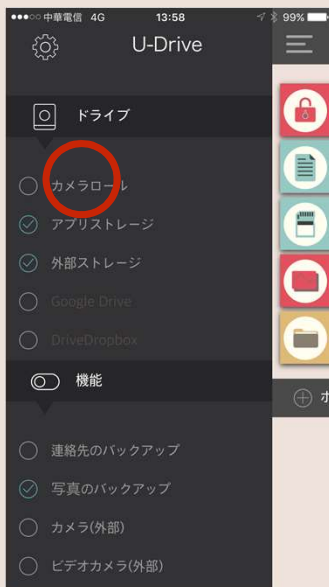 中華電信 4G 13:58 99%
U-Drive
ドライブ
カメラロール
アプリストレージ
外部ストレージ
Google Drive
DriveDropbox
機能
連絡先のバックアップ
写真のバックアップ
カメラ(外部)
ビデオカメラ(外部)